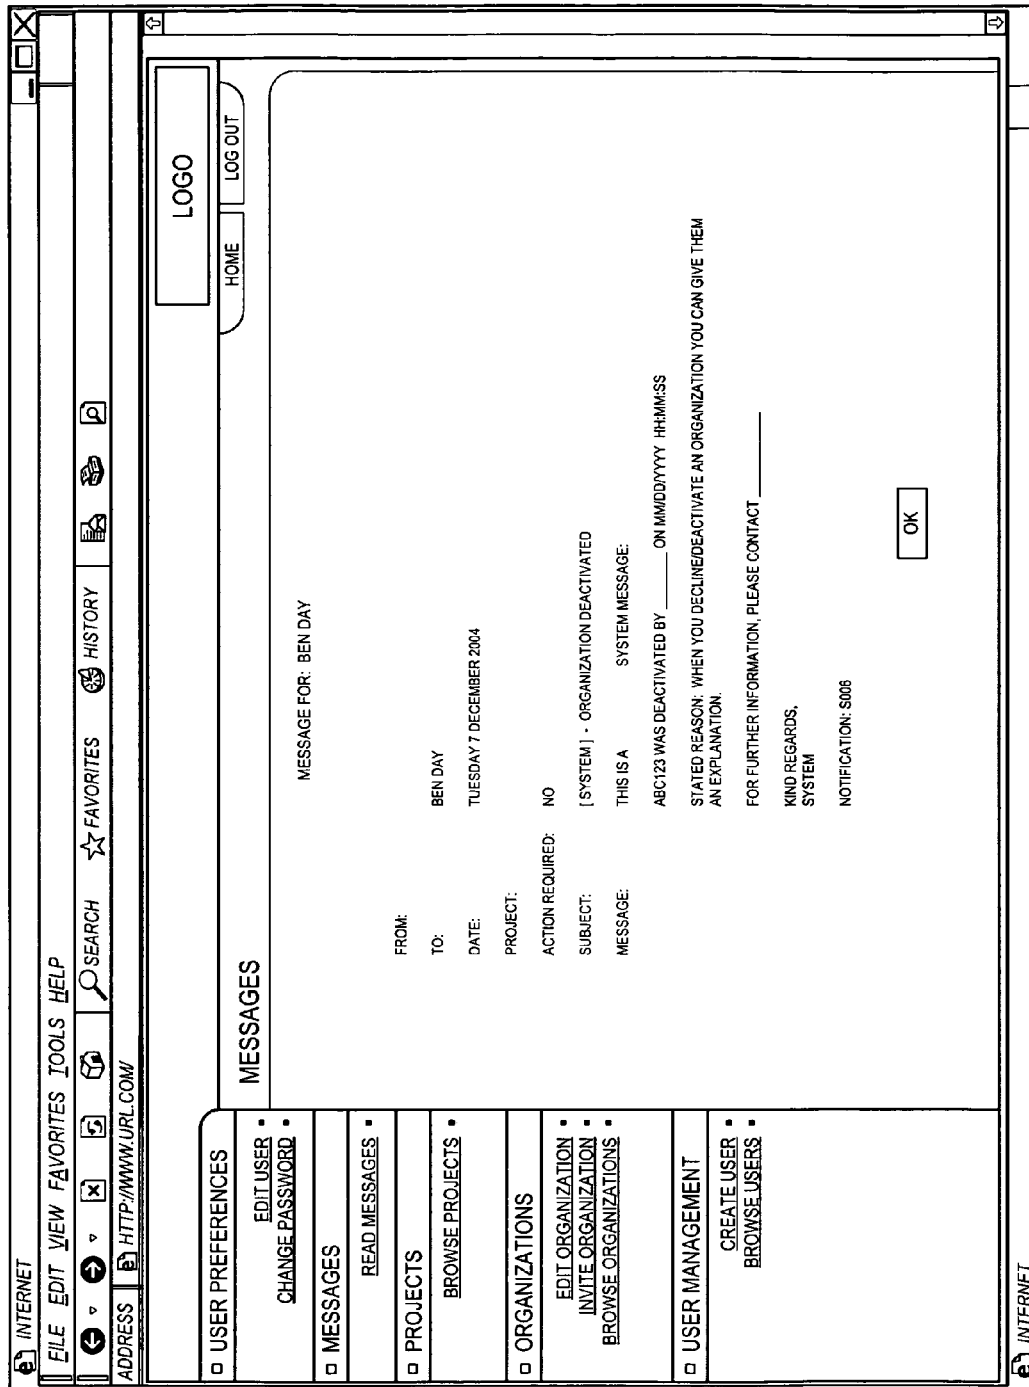 INTERNET
FILE EDIT VIEW FAVORITES TOOLS HELP
SEARCH FAVORITES HISTORY
ADDRESS HTTP://WWW.URL.COM/
LOGO
HOME LOG OUT
USER PREFERENCES
EDIT USER
CHANGE PASSWORD
MESSAGES
READ MESSAGES
PROJECTS
BROWSE PROJECTS
ORGANIZATIONS
EDIT ORGANIZATION
INVITE ORGANIZATION
BROWSE ORGANIZATIONS
USER MANAGEMENT
CREATE USER
BROWSE USERS
MESSAGES
MESSAGE FOR: BEN DAY
FROM:
TO: BEN DAY
DATE: TUESDAY 7 DECEMBER 2004
PROJECT:
ACTION REQUIRED: NO
SUBJECT: [SYSTEM] - ORGANIZATION DEACTIVATED
MESSAGE: THIS IS A SYSTEM MESSAGE:
ABC123 WAS DEACTIVATED BY ______ ON MM/DD/YYYY HH:MM:SS
STATED REASON: WHEN YOU DECLINE/DEACTIVATE AN ORGANIZATION YOU CAN GIVE THEM
AN EXPLANATION.
FOR FURTHER INFORMATION, PLEASE CONTACT ________
KIND REGARDS,
SYSTEM
NOTIFICATION: S006
OK
INTERNET